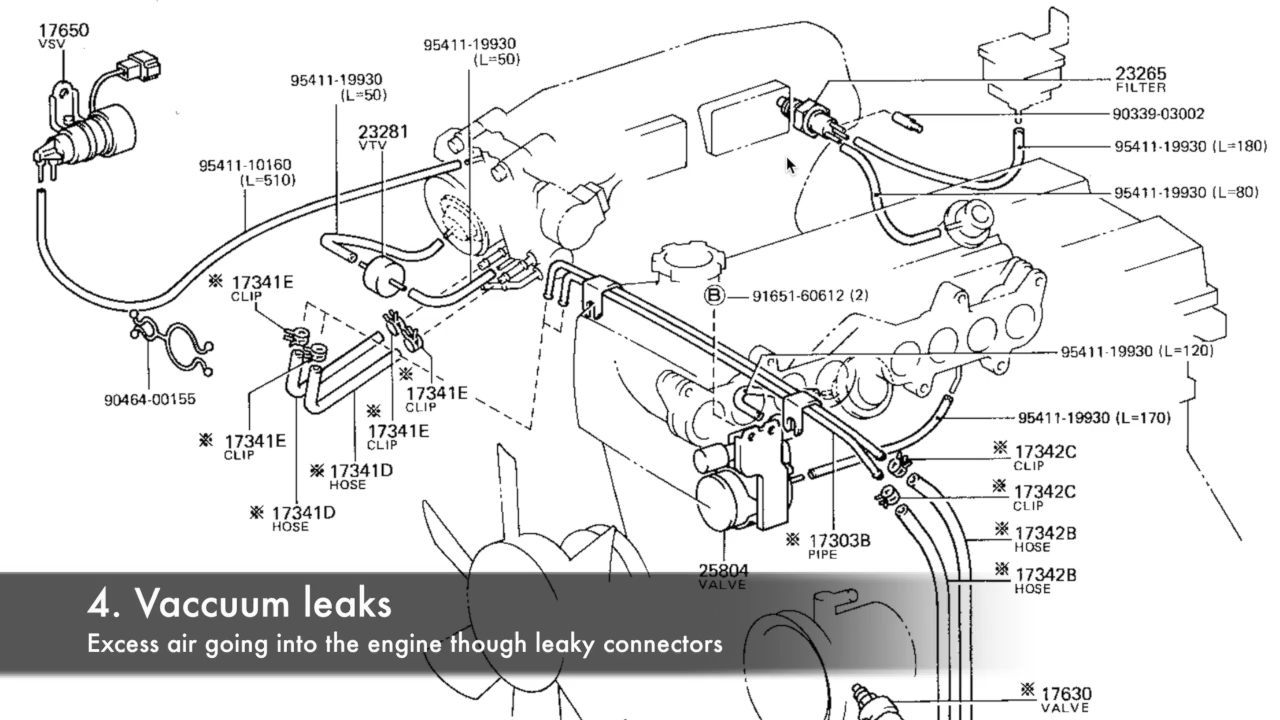 17650
VSV
95411-19930
(L=50)
95411-19930
(L=50)
23281
VTV
95411-10160
(L=510)
23265
FILTER
90339-03002
95411-19930 (L=180)
95411-19930 (L=80)
※ 17341E
CLIP
B 91651-60612 (2)
95411-19930 (L=120)
90464-00155
※ 17341E
CLIP
※ 17341E
CLIP
※ 17341E
CLIP
95411-19930 (L=170)
※ 17342C
CLIP
※ 17341D
HOSE
※ 17342C
CLIP
※ 17341D
HOSE
※ 17303B
PIPE
※ 17342B
HOSE
25804
VALVE
※ 17342B
HOSE
4. Vaccuum leaks
Excess air going into the engine though leaky connectors
※ 17630
VALVE